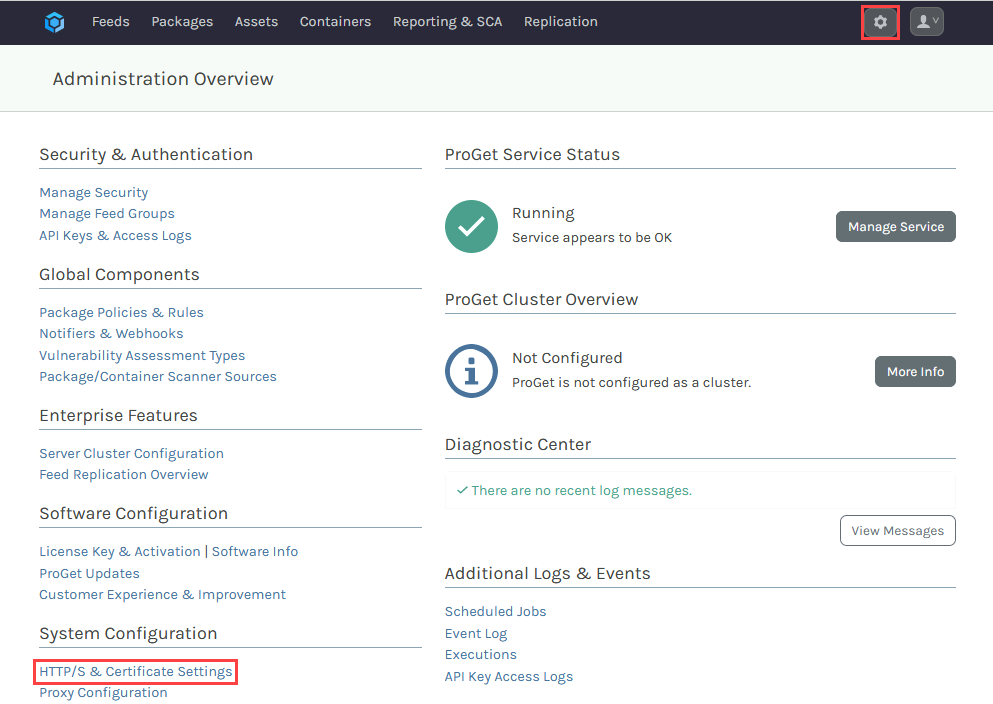 Feeds Packages Assets Containers Reporting & SCA Replication
Administration Overview
Security & Authentication
Manage Security
Manage Feed Groups
API Keys & Access Logs
Global Components
Package Policies & Rules
Notifiers & Webhooks
Vulnerability Assessment Types
Package/Container Scanner Sources
Enterprise Features
Server Cluster Configuration
Feed Replication Overview
Software Configuration
License Key & Activation | Software Info
ProGet Updates
Customer Experience & Improvement
System Configuration
HTTP/S & Certificate Settings
Proxy Configuration
ProGet Service Status
Running
Service appears to be OK
Manage Service
ProGet Cluster Overview
Not Configured
ProGet is not configured as a cluster.
More Info
Diagnostic Center
There are no recent log messages.
View Messages
Additional Logs & Events
Scheduled Jobs
Event Log
Executions
API Key Access Logs